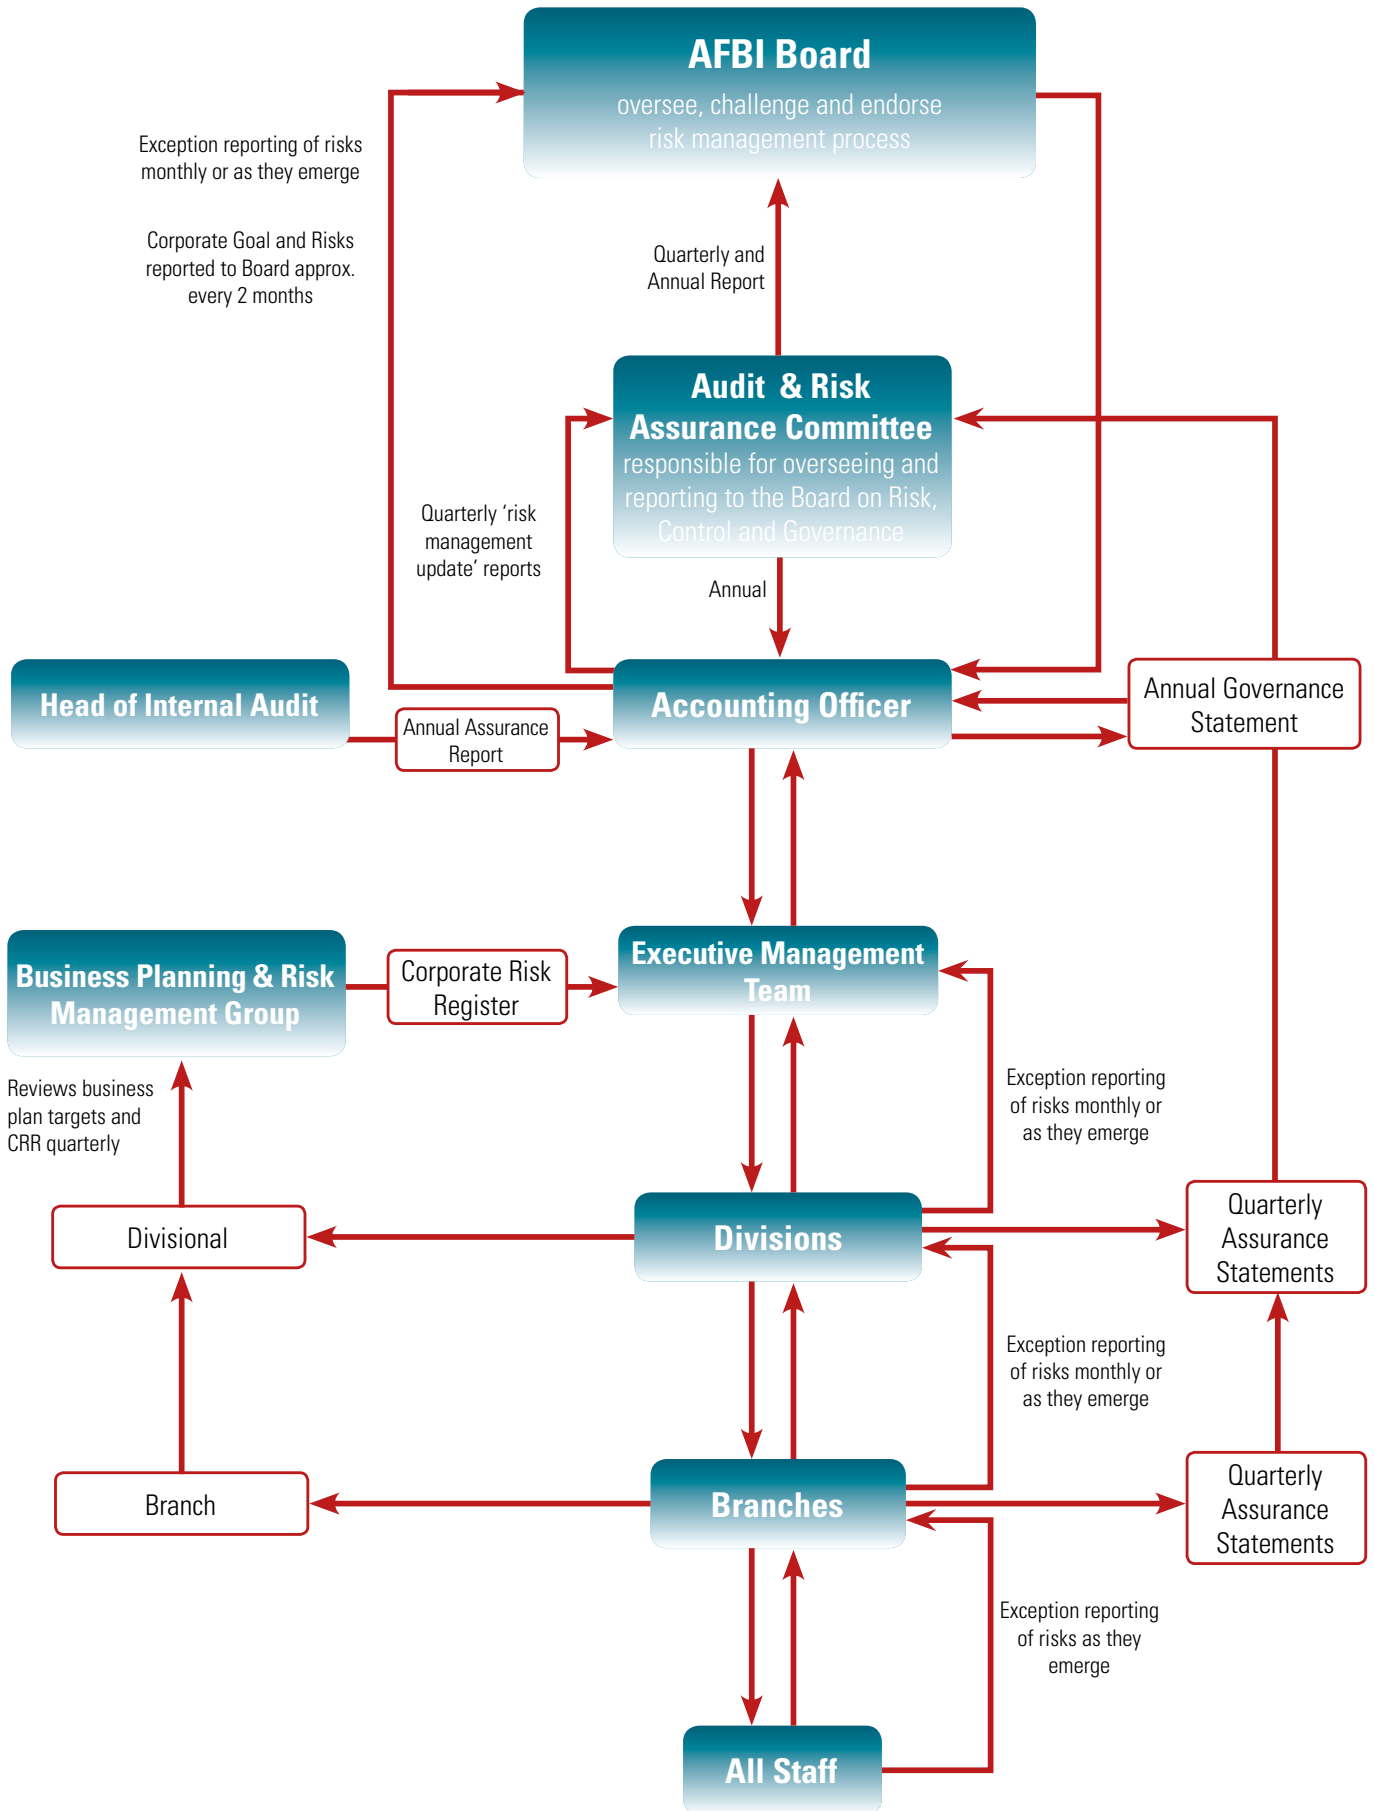 AFBI Board
oversee, challenge and endorse
risk management process
Exception reporting of risks
monthly or as they emerge
Corporate Goal and Risks
reported to Board approx.
every 2 months
Quarterly and
Annual Report
Audit & Risk
Assurance Committee
responsible for overseeing and
reporting to the Board on Risk,
Control and Governance
Quarterly ‘risk
management
update’ reports
Annual
Head of Internal Audit
Annual Assurance
Report
Accounting Officer
Annual Governance
Statement
Business Planning & Risk
Management Group
Corporate Risk
Register
Executive Management
Team
Reviews business
plan targets and
CRR quarterly
Exception reporting
of risks monthly or
as they emerge
Divisional
Divisions
Quarterly
Assurance
Statements
Exception reporting
of risks monthly or
as they emerge
Branch
Branches
Quarterly
Assurance
Statements
Exception reporting
of risks as they
emerge
All Staff